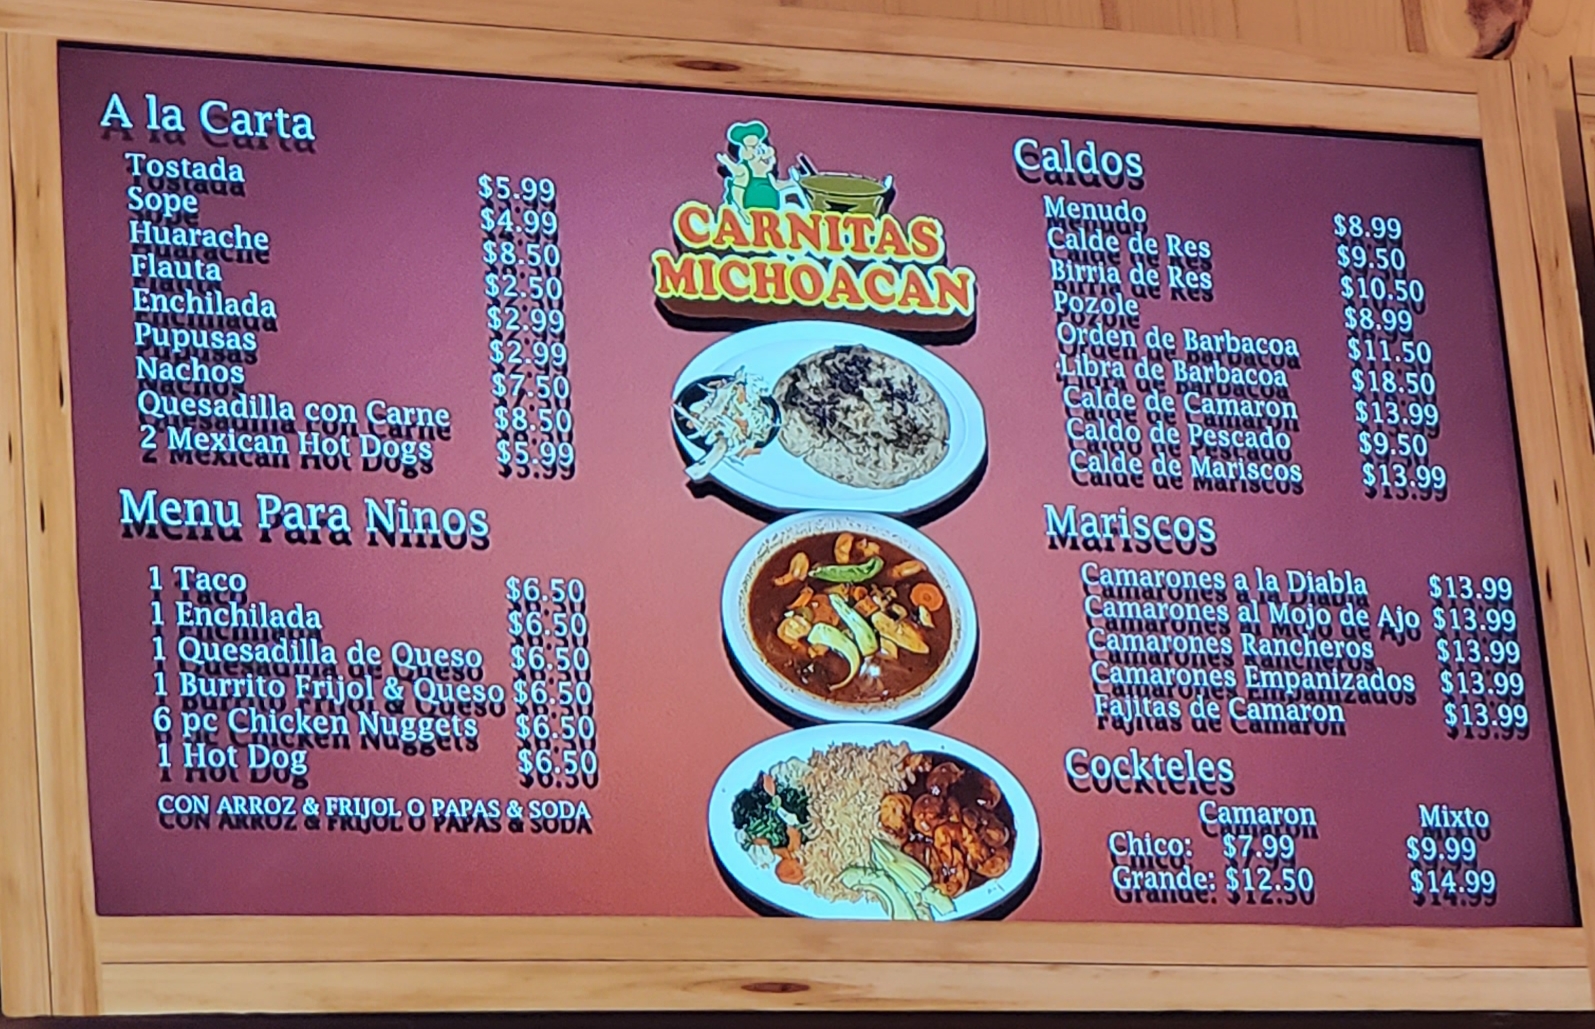 A la Carta
Tostada $5.99
Sope $4.99
Huarache $8.50
Flauta $2.50
Enchilada $2.99
Pupusas $2.99
Nachos $7.50
Quesadilla con Carne $8.50
2 Mexican Hot Dogs $5.99
Menu Para Ninos
1 Taco $6.50
1 Enchilada $6.50
1 Quesadilla de Queso $6.50
1 Burrito Frijol & Queso $6.50
6 pc Chicken Nuggets $6.50
1 Hot Dog $6.50
CON ARROZ & FRIJOL O PAPAS & SODA
CARNITAS
MICHOACAN
Caldos
Menudo $8.99
Calde de Res $9.50
Birria de Res $10.50
Pozole $8.99
Orden de Barbacoa $11.50
Libra de Barbacoa $18.50
Calde de Camaron $13.99
Caldo de Pescado $9.50
Calde de Mariscos $13.99
Mariscos
Camarones a la Diabla $13.99
Camarones al Mojo de Ajo $13.99
Camarones Rancheros $13.99
Camarones Empanizados $13.99
Fajitas de Camaron $13.99
Cockteles
Camaron Mixto
Chico: $7.99 $9.99
Grande: $12.50 $14.99